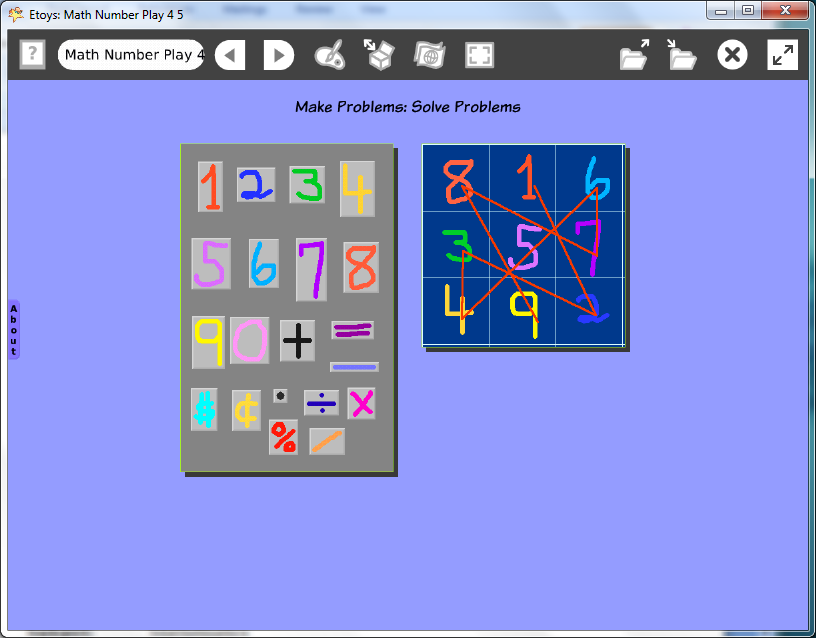 Etoys: Math Number Play 4 5
? Math Number Play 4
Make Problems: Solve Problems
1 2 3 4
5 6 7 8
9 0 + =
# ¢ . ÷ x
% /
8 1 6
3 5 7
4 9 2
About